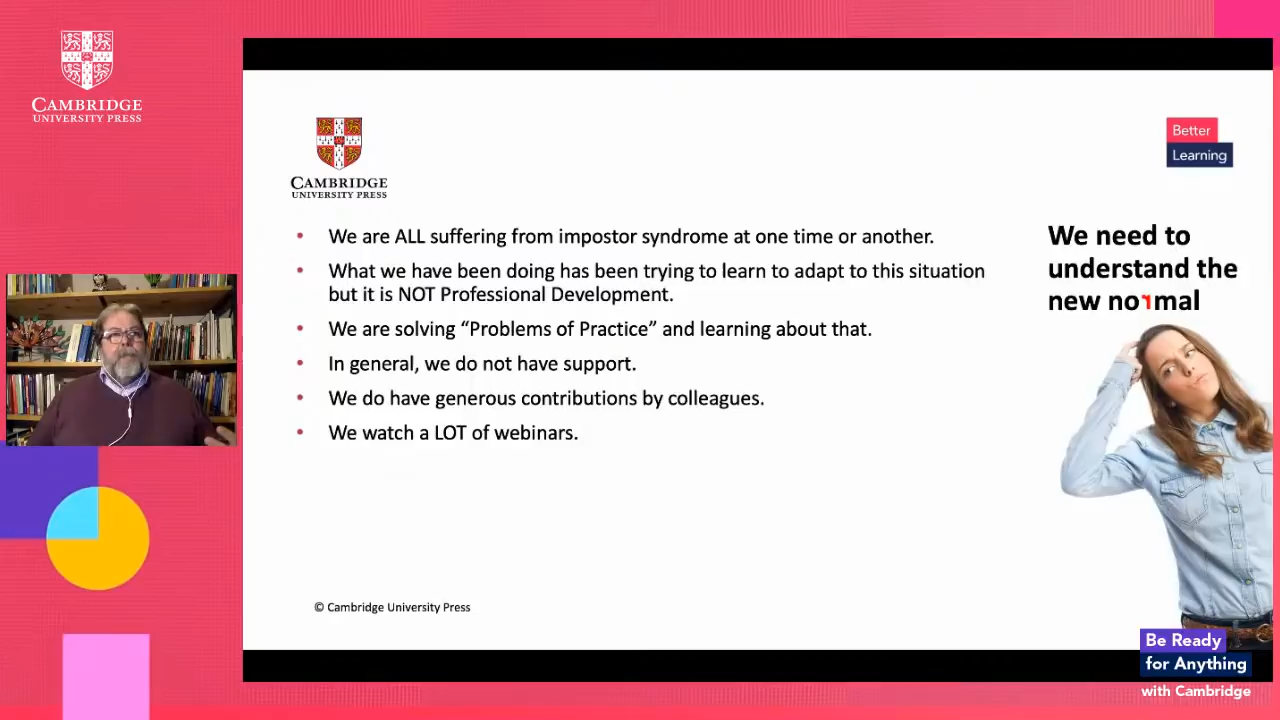 CAMBRIDGE
UNIVERSITY PRESS
CAMBRIDGE
UNIVERSITY PRESS
Better
Learning
• We are ALL suffering from impostor syndrome at one time or another.
• What we have been doing has been trying to learn to adapt to this situation
but it is NOT Professional Development.
• We are solving “Problems of Practice” and learning about that.
• In general, we do not have support.
• We do have generous contributions by colleagues.
• We watch a LOT of webinars.
We need to
understand the
new normal
© Cambridge University Press
Be Ready
for Anything
with Cambridge